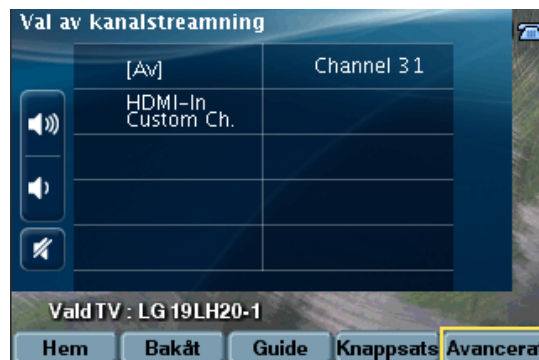 Val av kanalstreamning
[Av] Channel 31
HDMI-In
Custom Ch.
Vald TV : LG 19LH20-1
Hem Bakåt Guide Knappsats Avancerat